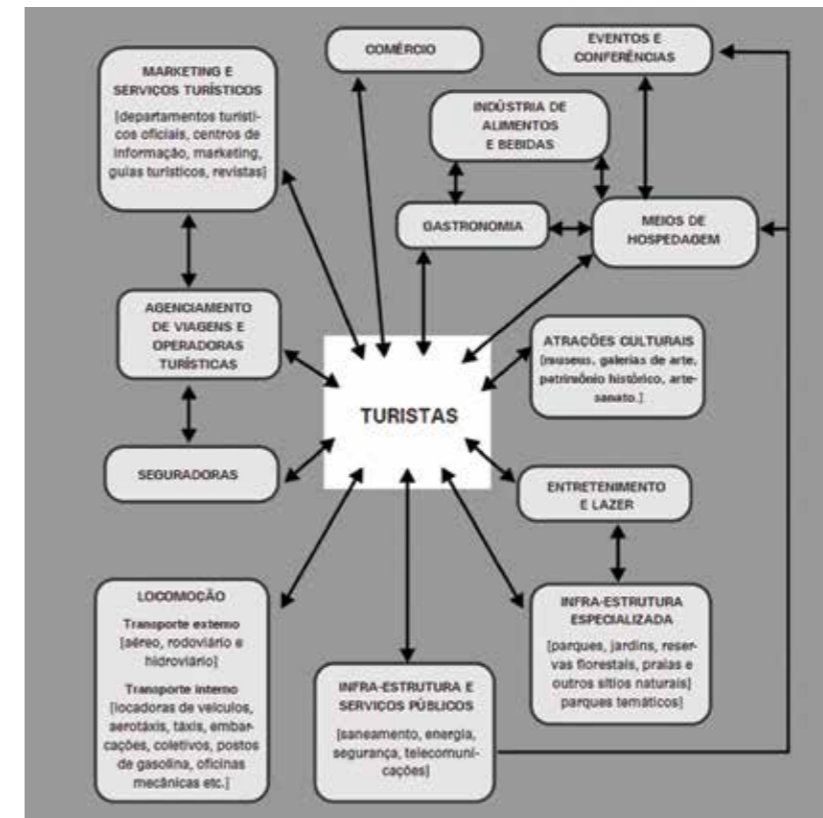 COMÉRCIO
EVENTOS E
CONFERÊNCIAS
MARKETING E
SERVIÇOS TURÍSTICOS
[departamentos turísti-
cos oficiais, centros de
informação, marketing,
guias turísticos, revistas]
INDÚSTRIA DE
ALIMENTOS
E BEBIDAS
GASTRONOMIA
MEIOS DE
HOSPEDAGEM
AGENCIAMENTO
DE VIAGENS E
OPERADORAS
TURÍSTICAS
ATRAÇÕES CULTURAIS
[museus, galerias de arte,
patrimônio histórico, arte-
sanato.]
TURISTAS
SEGURADORAS
ENTRETENIMENTO
E LAZER
LOCOMOÇÃO
Transporte externo
[aéreo, rodoviário e
hidroviário]
Transporte interno
[locadoras de veículos,
aerotáxis, táxis, embar-
cações, coletivos, postos
de gasolina, oficinas
mecânicas etc.]
INFRA-ESTRUTURA E
SERVIÇOS PÚBLICOS
[saneamento, energia,
segurança, telecomuni-
cações]
INFRA-ESTRUTURA
ESPECIALIZADA
[parques, jardins, reser-
vas florestais, praias e
outros sítios naturais]
parques temáticos]